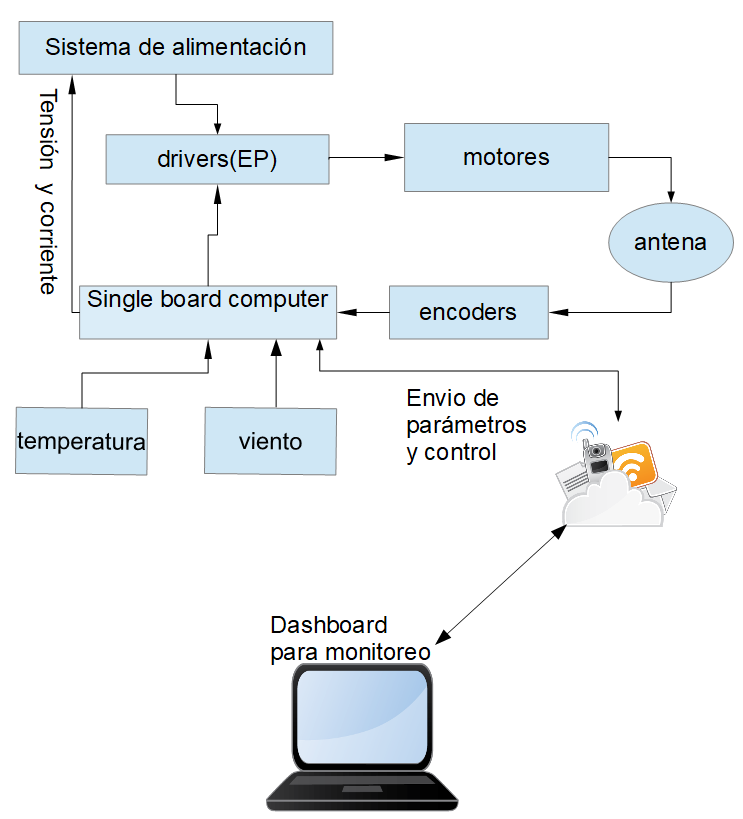 Sistema de alimentación
Tensión y corriente
drivers(EP)
motores
antena
Single board computer
encoders
temperatura
viento
Envio de
parámetros
y control
Dashboard
para monitoreo